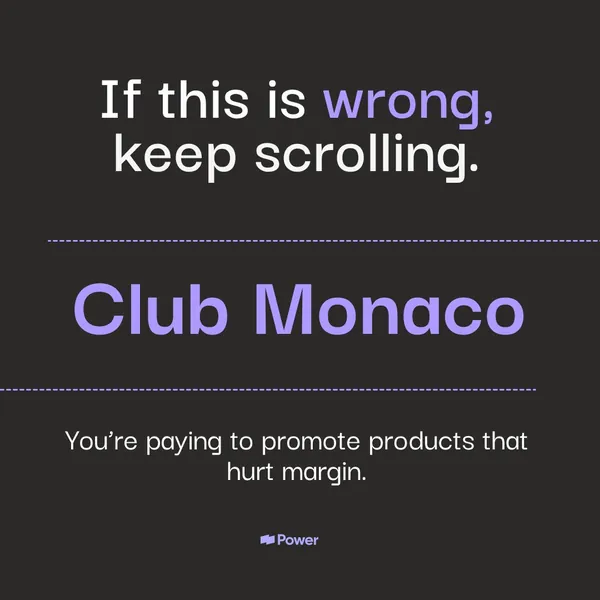 If this is wrong,
keep scrolling.
Club Monaco
You’re paying to promote products that
hurt margin.
Power